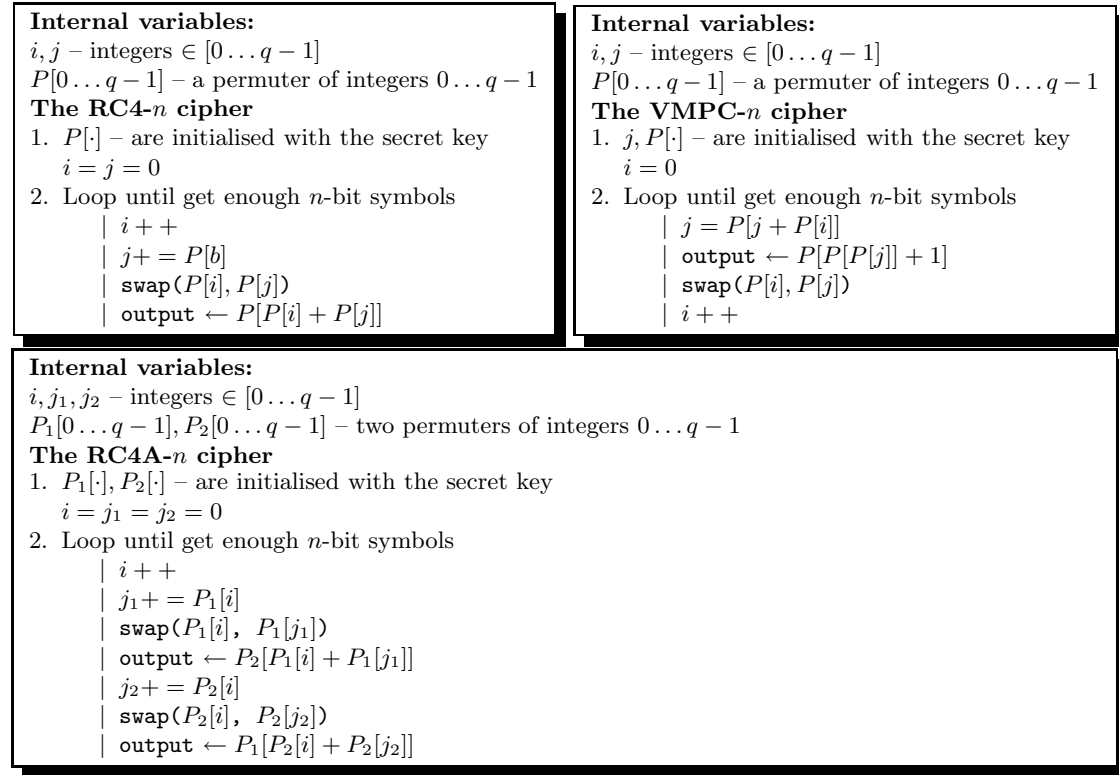 Internal variables:
i, j – integers ∈ [0 . . . q − 1]
P[0 . . . q − 1] – a permuter of integers 0 . . . q − 1
The RC4-n cipher
1. P[·] – are initialised with the secret key
i = j = 0
2. Loop until get enough n-bit symbols
| i + +
| j+ = P[b]
| swap(P[i], P[j])
| output ← P[P[i] + P[j]]
Internal variables:
i, j – integers ∈ [0 . . . q − 1]
P[0 . . . q − 1] – a permuter of integers 0 . . . q − 1
The VMPC-n cipher
1. j, P[·] – are initialised with the secret key
i = 0
2. Loop until get enough n-bit symbols
| j = P[j + P[i]]
| output ← P[P[P[j]] + 1]
| swap(P[i], P[j])
| i + +
Internal variables:
i, j₁, j₂ – integers ∈ [0 . . . q − 1]
P₁[0 . . . q − 1], P₂[0 . . . q − 1] – two permuters of integers 0 . . . q − 1
The RC4A-n cipher
1. P₁[·], P₂[·] – are initialised with the secret key
i = j₁ = j₂ = 0
2. Loop until get enough n-bit symbols
| i + +
| j₁+ = P₁[i]
| swap(P₁[i], P₁[j₁])
| output ← P₂[P₁[i] + P₁[j₁]]
| j₂+ = P₂[i]
| swap(P₂[i], P₂[j₂])
| output ← P₁[P₂[i] + P₂[j₂]]